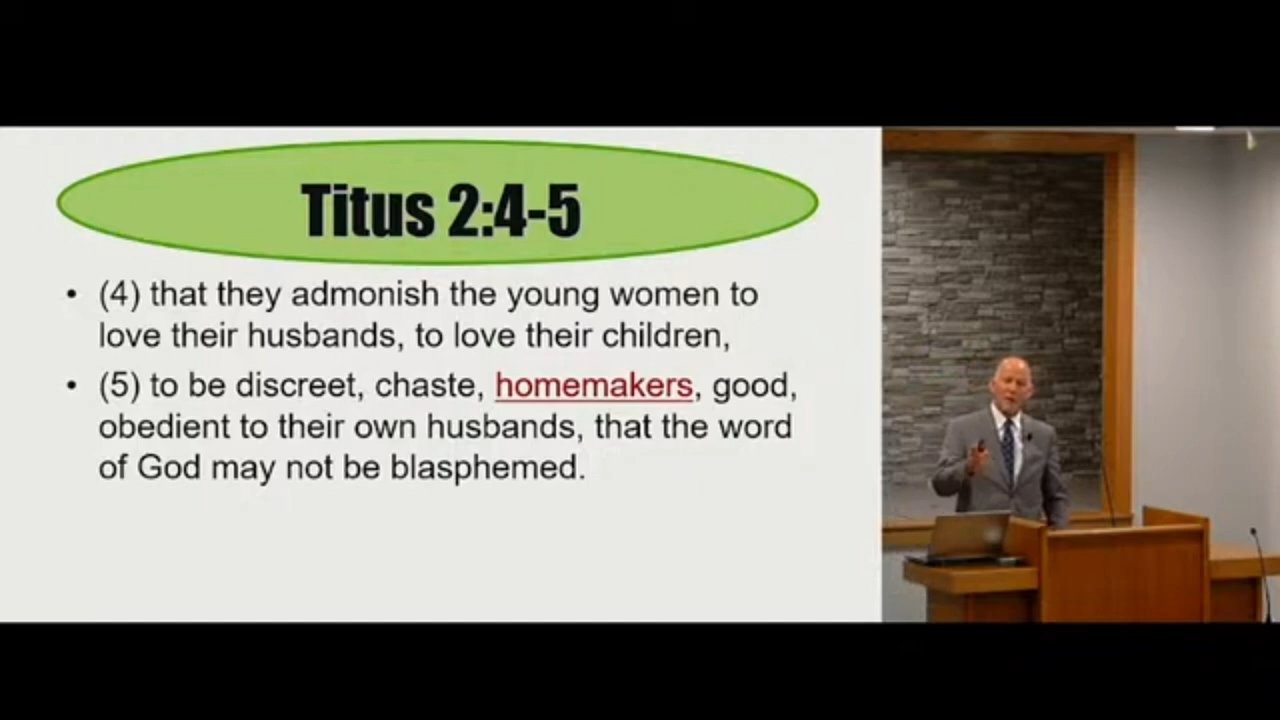 Titus 2:4-5
• (4) that they admonish the young women to
love their husbands, to love their children,
• (5) to be discreet, chaste, homemakers, good,
obedient to their own husbands, that the word
of God may not be blasphemed.